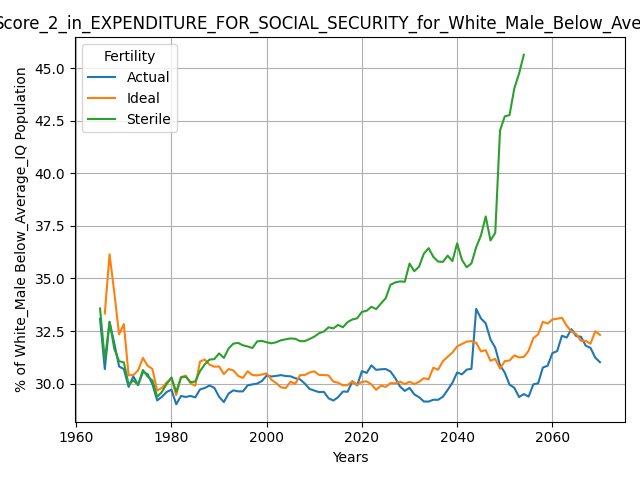 Score_2_in_EXPENDITURE_FOR_SOCIAL_SECURITY_for_White_Male_Below_Ave
Fertility
Actual
Ideal
Sterile
% of White_Male Below_Average_IQ Population
45.0
42.5
40.0
37.5
35.0
32.5
30.0
1960 1980 2000 2020 2040 2060
Years